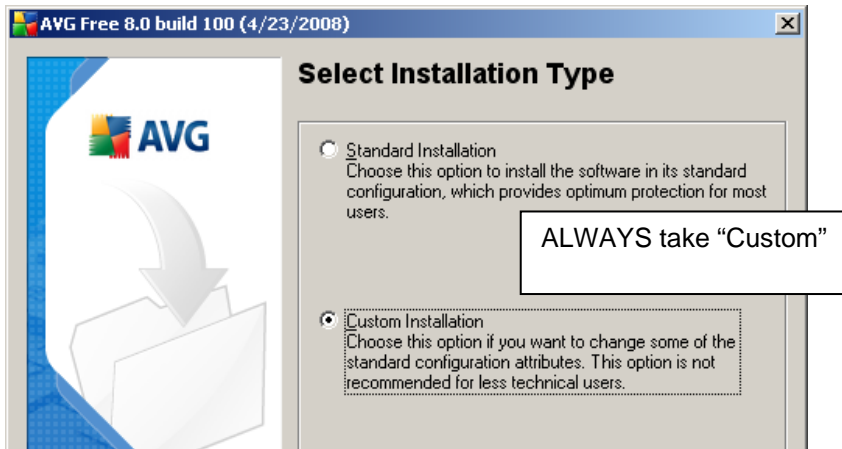 AVG Free 8.0 build 100 (4/23/2008)
Select Installation Type
AVG
Standard Installation
Choose this option to install the software in its standard
configuration, which provides optimum protection for most
users.
ALWAYS take “Custom”
Custom Installation
Choose this option if you want to change some of the
standard configuration attributes. This option is not
recommended for less technical users.